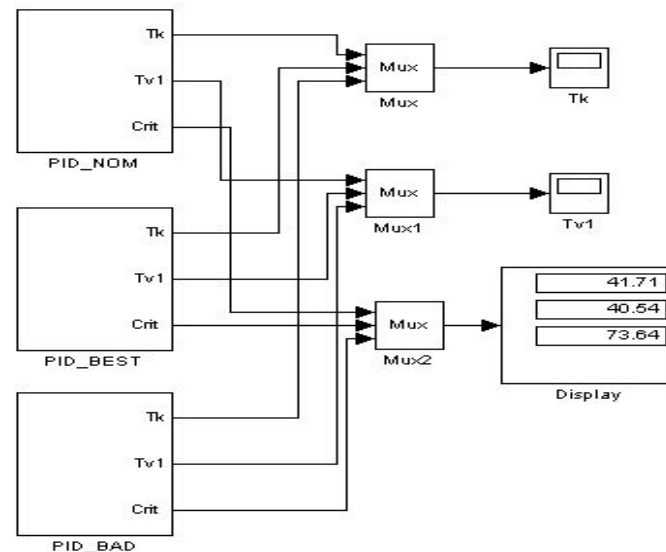 Tk
Tv1
Crit
PID_NOM
Mux
Mux
Tk
Tk
Tv1
Crit
PID_BEST
Mux
Mux1
Tv1
Mux
Mux2
41.71
40.54
73.64
Display
Tk
Tv1
Crit
PID_BAD